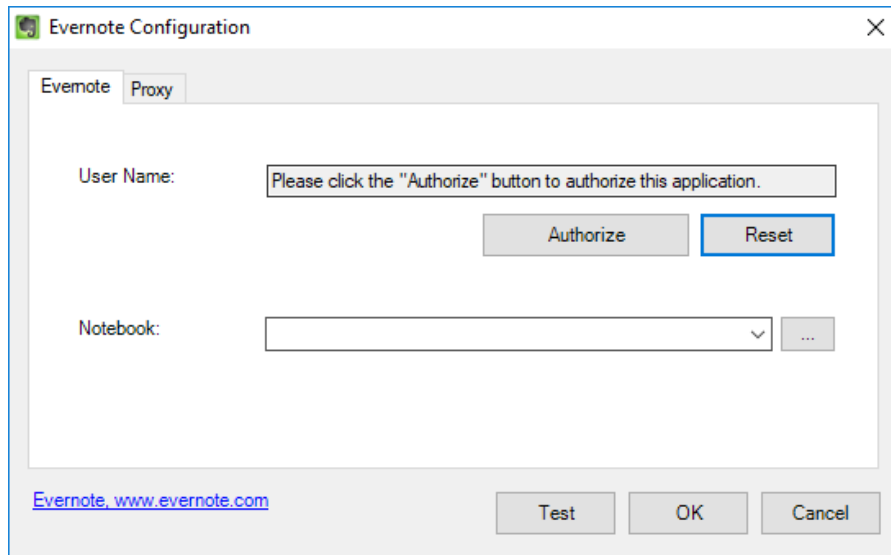 Evernote Configuration
Evernote Proxy
User Name: Please click the "Authorize" button to authorize this application.
Authorize Reset
Notebook: ...
Evernote, www.evernote.com
Test OK Cancel